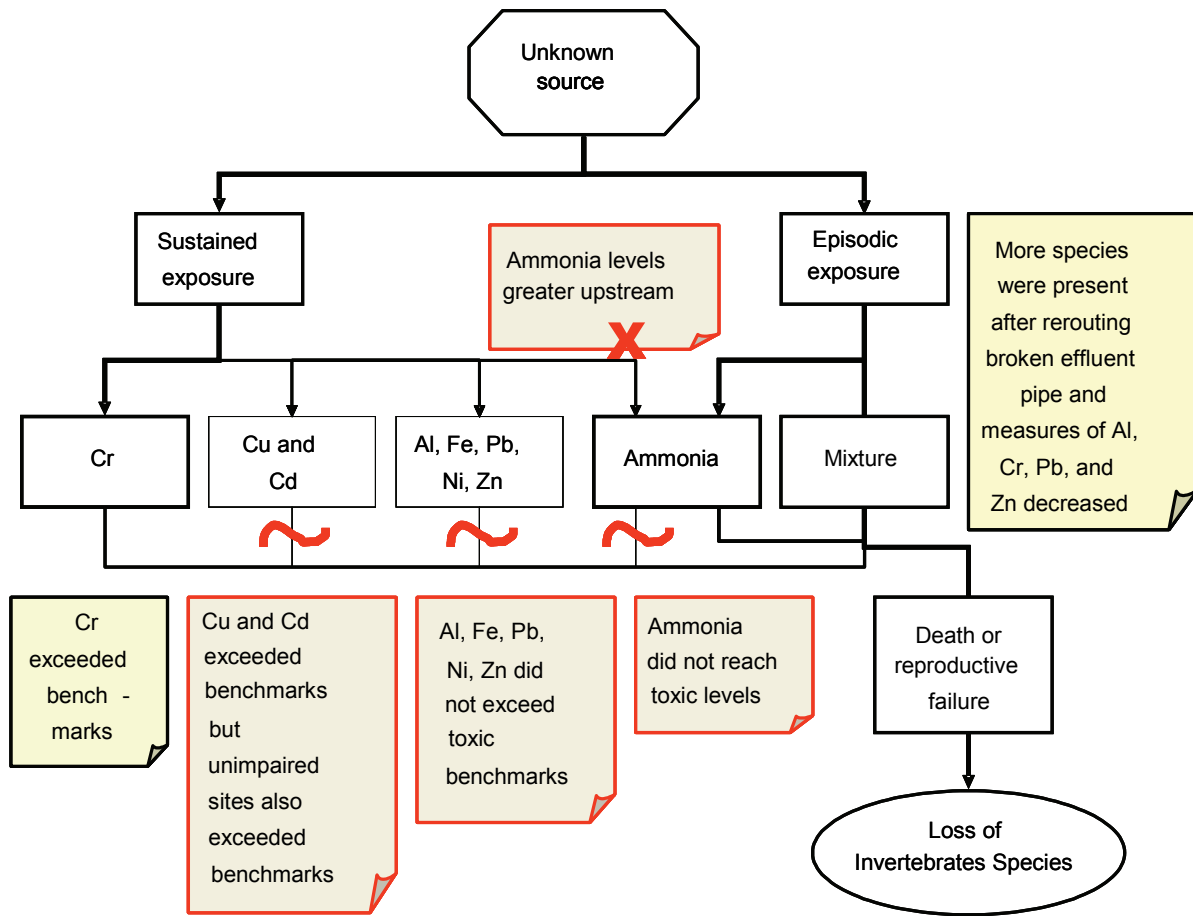 Unknown
source
Sustained
exposure
Ammonia levels
greater upstream
X
Episodic
exposure
More species
were present
after rerouting
broken effluent
pipe and
measures of Al,
Cr, Pb, and
Zn decreased
Cr
Cu and
Cd
Al, Fe, Pb,
Ni, Zn
Ammonia
Mixture
Cr
exceeded
bench -
marks
Cu and Cd
exceeded
benchmarks
but
unimpaired
sites also
exceeded
benchmarks
Al, Fe, Pb,
Ni, Zn did
not exceed
toxic
benchmarks
Ammonia
did not reach
toxic levels
Death or
reproductive
failure
Loss of
Invertebrates Species